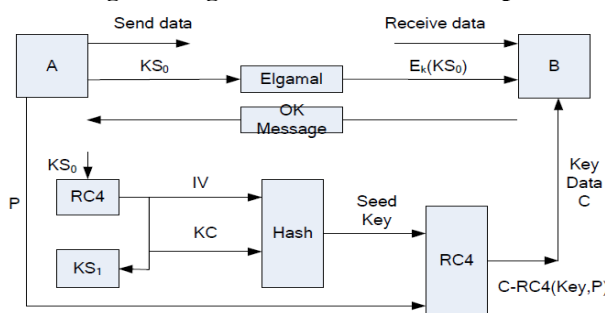 Send data
Receive data
A
KS0
Elgamal
Ek(KS0)
B
OK
Message
KS0
P
RC4
IV
Key
Data
C
KC
Hash
Seed
Key
KS1
RC4
C-RC4(Key,P)